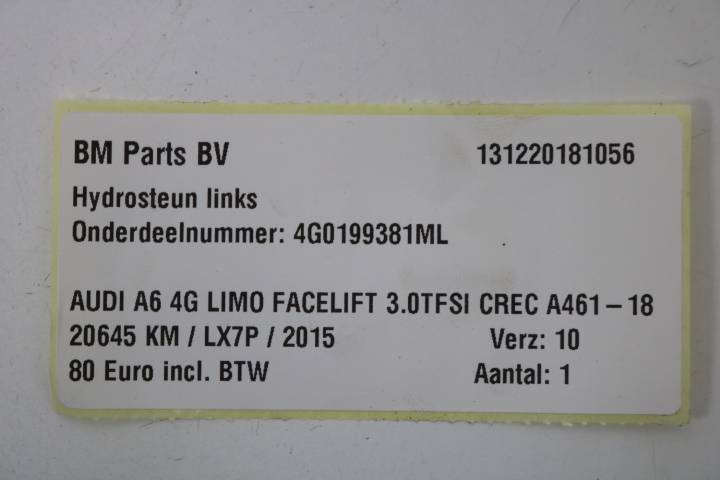 BM Parts BV 131220181056
Hydrosteun links
Onderdeelnummer: 4G0199381ML
AUDI A6 4G LIMO FACELIFT 3.0TFSI CREC A461-18
20645 KM / LX7P / 2015 Verz: 10
80 Euro incl. BTW Aantal: 1